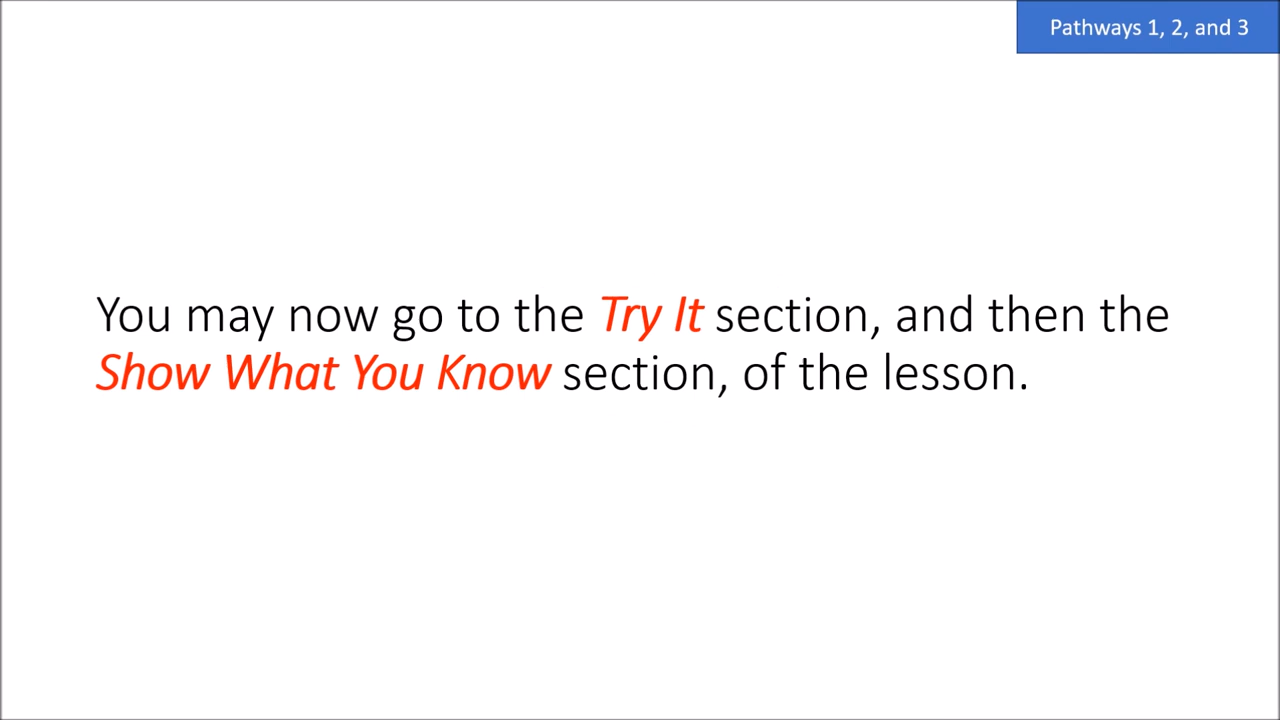 Pathways 1, 2, and 3
You may now go to the Try It section, and then the
Show What You Know section, of the lesson.